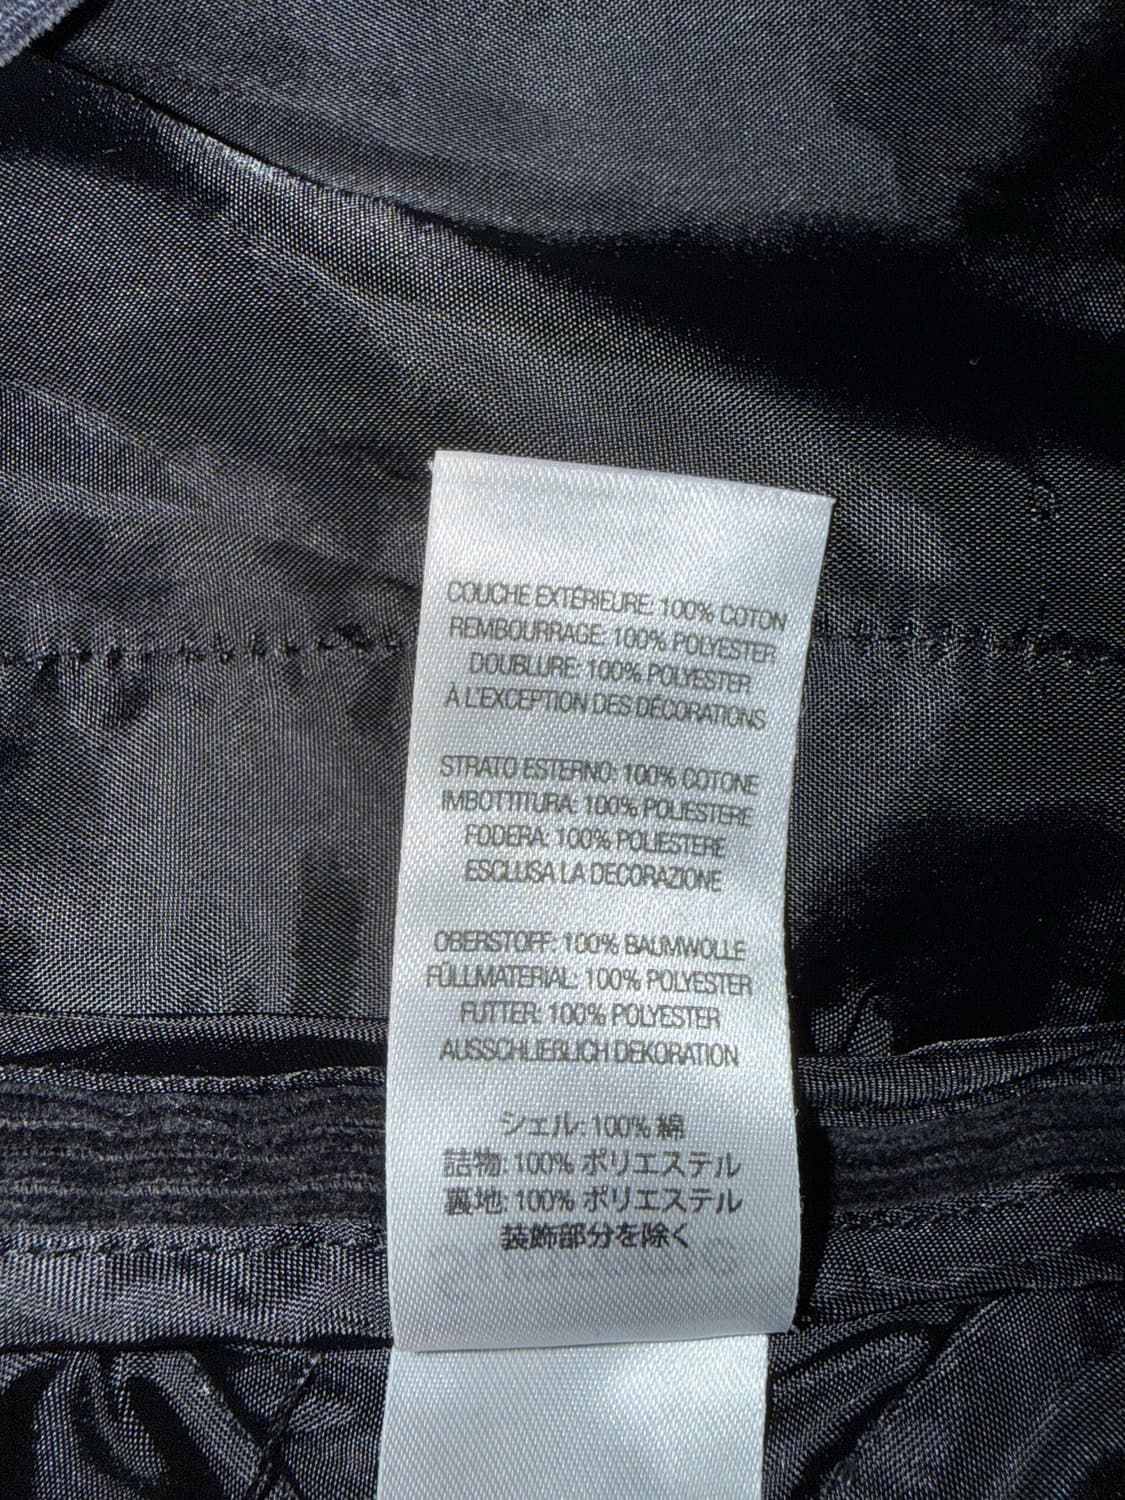 COUCHE EXTÉRIEURE: 100% COTON
REMBOURRAGE: 100% POLYESTER
DOUBLURE: 100% POLYESTER
À L'EXCEPTION DES DÉCORATIONS
STRATO ESTERNO: 100% COTONE
IMBOTTITURA: 100% POLIESTERE
FODERA: 100% POLIESTERE
ESCLUSA LA DECORAZIONE
OBERSTOFF: 100% BAUMWOLLE
FÜLLMATERIAL: 100% POLYESTER
FUTTER: 100% POLYESTER
AUSSCHLIEBLICH DEKORATION
シェル: 100% 綿
詰物: 100% ポリエステル
裏地: 100% ポリエステル
装飾部分を除く